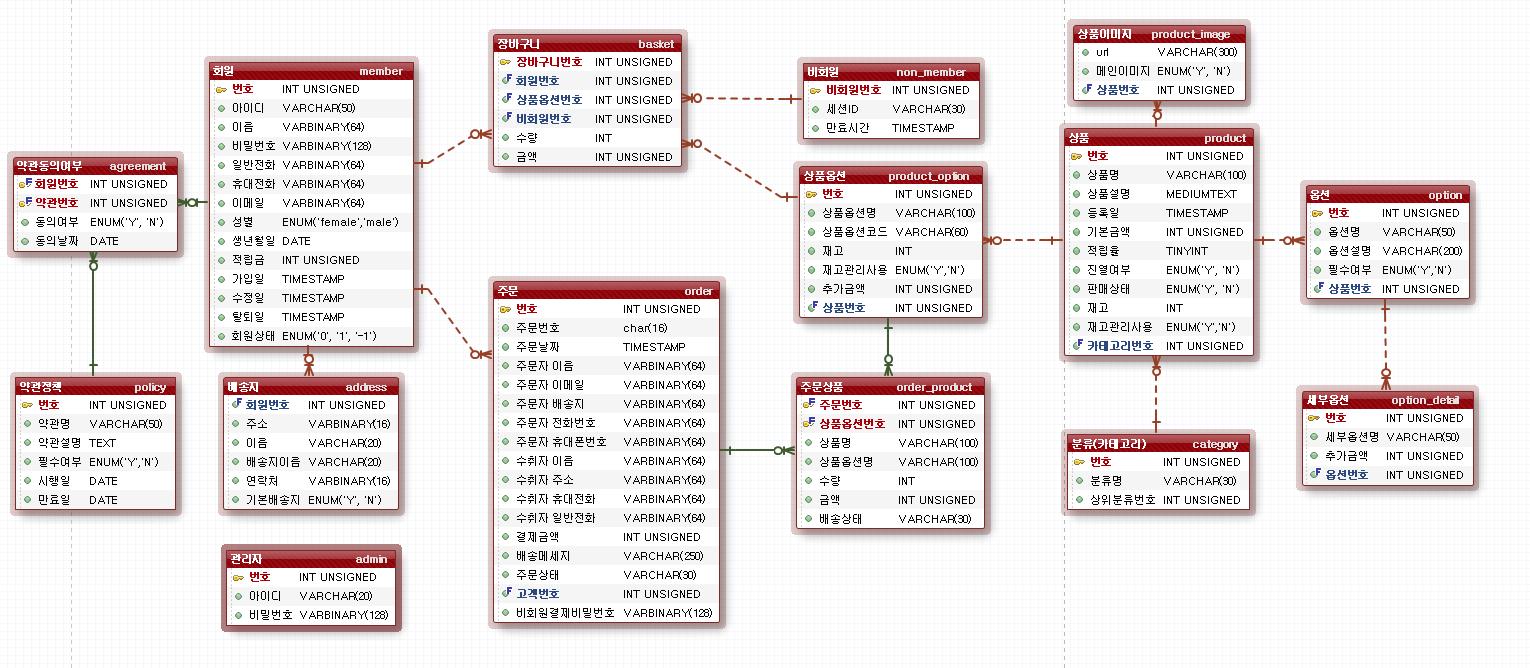 약관동의여부 agreement
회원번호 INT UNSIGNED
약관번호 INT UNSIGNED
동의여부 ENUM('Y', 'N')
동의날짜 DATE
약관정책 policy
번호 INT UNSIGNED
약관명 VARCHAR(50)
약관설명 TEXT
필수여부 ENUM('Y','N')
시행일 DATE
만료일 DATE
회원 member
번호 INT UNSIGNED
아이디 VARCHAR(50)
이름 VARBINARY(64)
비밀번호 VARBINARY(128)
일반전화 VARBINARY(64)
휴대전화 VARBINARY(64)
이메일 VARBINARY(64)
성별 ENUM('female','male')
생년월일 DATE
적립금 INT UNSIGNED
가입일 TIMESTAMP
수정일 TIMESTAMP
탈퇴일 TIMESTAMP
회원상태 ENUM('0', '1', '-1')
배송지 address
회원번호 INT UNSIGNED
주소 VARBINARY(16)
이름 VARCHAR(20)
배송지이름 VARCHAR(20)
연락처 VARBINARY(16)
기본배송지 ENUM('Y', 'N')
관리자 admin
번호 INT UNSIGNED
아이디 VARCHAR(20)
비밀번호 VARBINARY(128)
장바구니 basket
장바구니번호 INT UNSIGNED
회원번호 INT UNSIGNED
상품옵션번호 INT UNSIGNED
비회원번호 INT UNSIGNED
수량 INT
금액 INT UNSIGNED
주문 order
번호 INT UNSIGNED
주문번호 char(16)
주문날짜 TIMESTAMP
주문자 이름 VARBINARY(64)
주문자 이메일 VARBINARY(64)
주문자 배송지 VARBINARY(64)
주문자 전화번호 VARBINARY(64)
주문자 휴대폰번호 VARBINARY(64)
수취자 이름 VARBINARY(64)
수취자 주소 VARBINARY(64)
수취자 휴대전화 VARBINARY(64)
수취자 일반전화 VARBINARY(64)
결제금액 INT UNSIGNED
배송메세지 VARCHAR(250)
주문상태 VARCHAR(30)
고객번호 INT UNSIGNED
비회원결제비밀번호 VARBINARY(128)
비회원 non_member
비회원번호 INT UNSIGNED
세션ID VARCHAR(30)
만료시간 TIMESTAMP
상품옵션 product_option
번호 INT UNSIGNED
상품옵션명 VARCHAR(100)
상품옵션코드 VARCHAR(60)
재고 INT
재고관리사용 ENUM('Y','N')
추가금액 INT UNSIGNED
상품번호 INT UNSIGNED
주문상품 order_product
주문번호 INT UNSIGNED
상품옵션번호 INT UNSIGNED
상품명 VARCHAR(100)
상품옵션명 VARCHAR(100)
수량 INT
금액 INT UNSIGNED
배송상태 VARCHAR(30)
상품이미지 product_image
url VARCHAR(300)
메인이미지 ENUM('Y', 'N')
상품번호 INT UNSIGNED
상품 product
번호 INT UNSIGNED
상품명 VARCHAR(100)
상품설명 MEDIUMTEXT
등록일 TIMESTAMP
기본금액 INT UNSIGNED
적립율 TINYINT
진열여부 ENUM('Y', 'N')
판매상태 ENUM('Y', 'N')
재고 INT
재고관리사용 ENUM('Y','N')
카테고리번호 INT UNSIGNED
분류(카테고리) category
번호 INT UNSIGNED
분류명 VARCHAR(30)
상위분류번호 INT UNSIGNED
옵션 option
번호 INT UNSIGNED
옵션명 VARCHAR(50)
옵션설명 VARCHAR(200)
필수여부 ENUM('Y','N')
상품번호 INT UNSIGNED
세부옵션 option_detail
번호 INT UNSIGNED
세부옵션명 VARCHAR(50)
추가금액 INT UNSIGNED
옵션번호 INT UNSIGNED